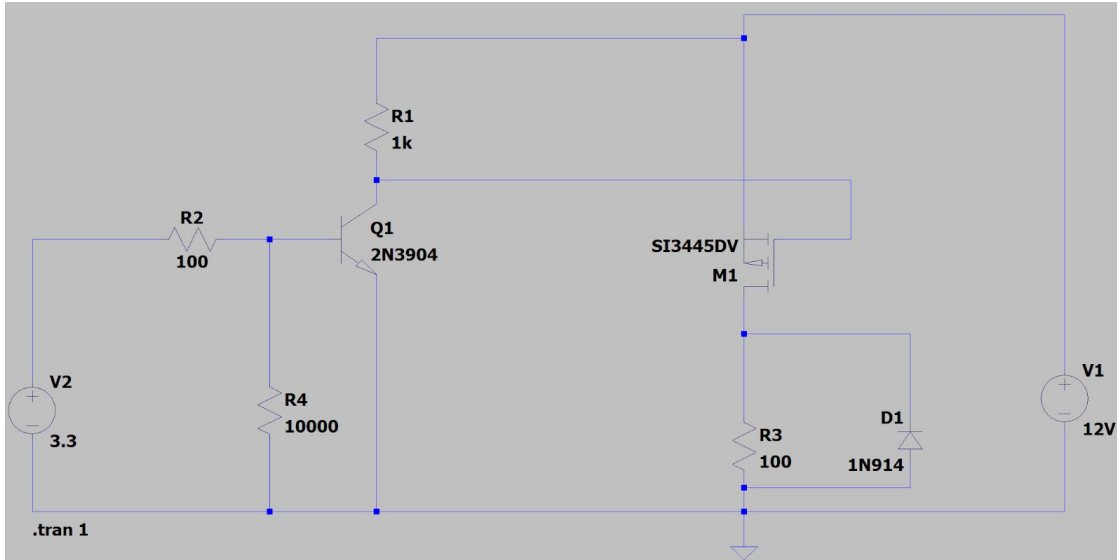 R1
1k
R2
100
Q1
2N3904
SI3445DV
M1
V2
3.3
R4
10000
R3
100
D1
1N914
V1
12V
.tran 1